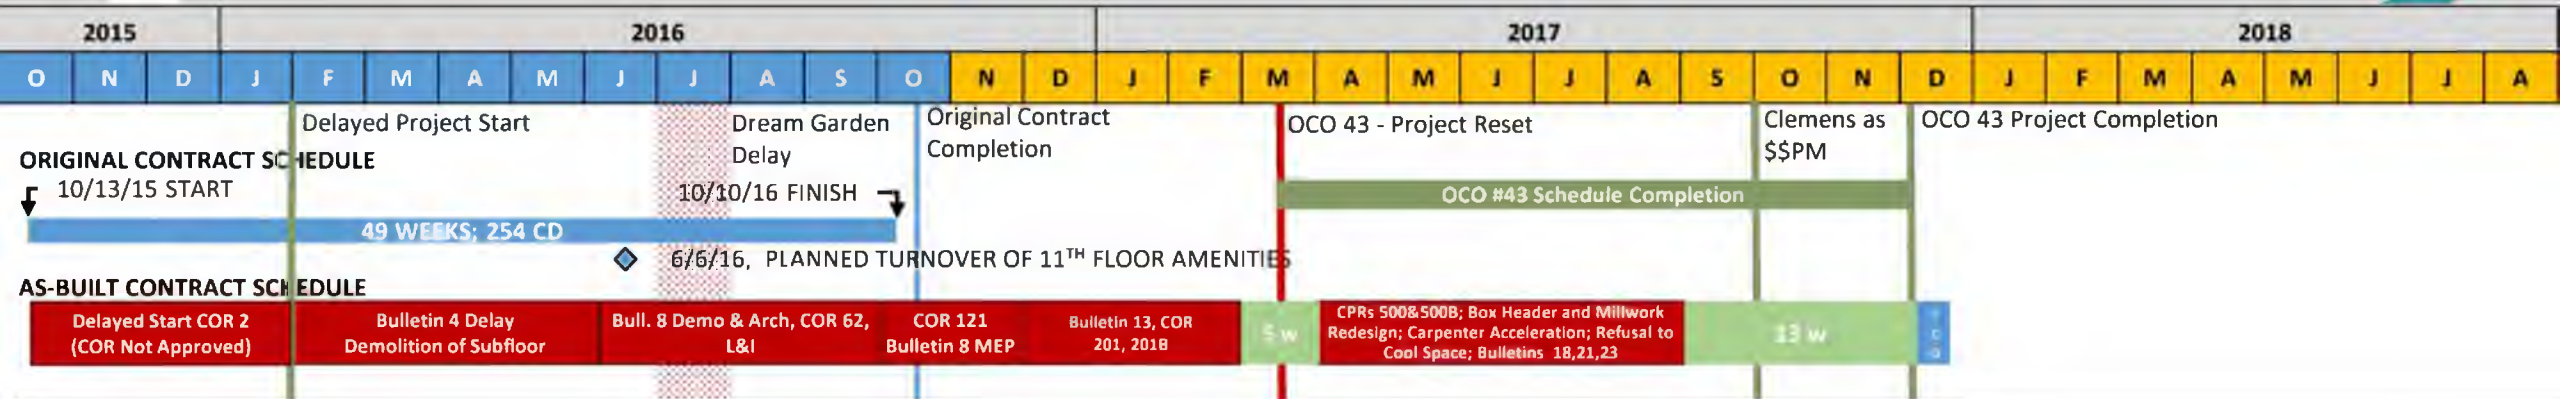 2015 2016 2017 2018
O N D J F M A M J J A S O N D J F M A M J J A S O N D J F M A M J J A
Delayed Project Start
Dream Garden
Delay
Original Contract
Completion
OCO 43 - Project Reset
Clemens as
$$PM
OCO 43 Project Completion
ORIGINAL CONTRACT SCHEDULE
10/13/15 START
10/10/16 FINISH
OCO #43 Schedule Completion
49 WEEKS; 254 CD
6/6/16, PLANNED TURNOVER OF 11TH FLOOR AMENITIES
AS-BUILT CONTRACT SCHEDULE
Delayed Start COR 2
(COR Not Approved)
Bulletin 4 Delay
Demolition of Subfloor
Bull. 8 Demo & Arch, COR 62,
L&I
COR 121
Bulletin 8 MEP
Bulletin 13, COR
201, 201B
5 w
CPRs 500&500B; Box Header and Millwork
Redesign; Carpenter Acceleration; Refusal to
Cool Space; Bulletins 18,21,23
13 w